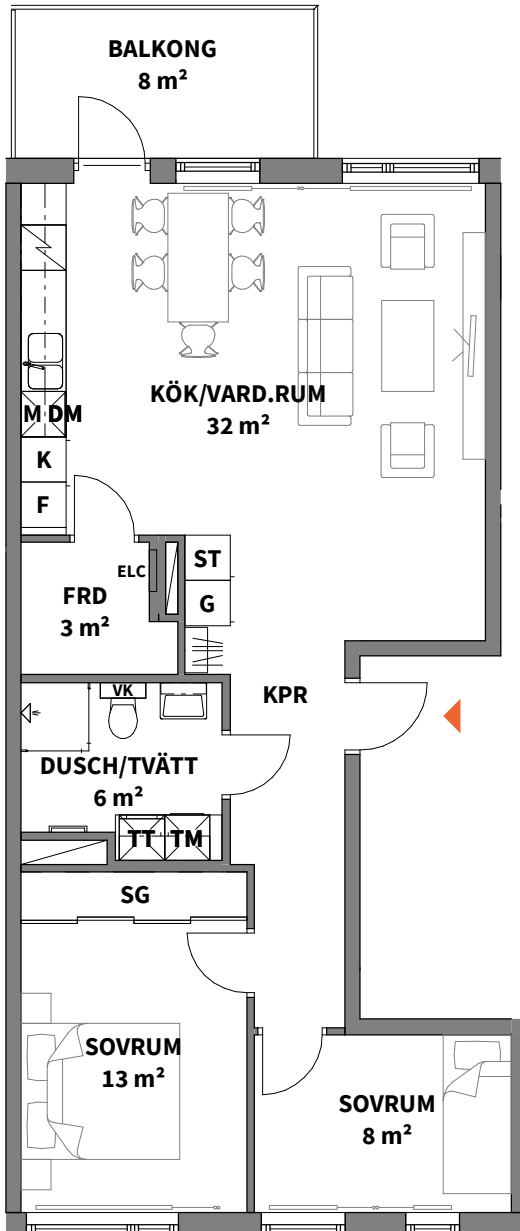 BALKONG
8 m²
KÖK/VARD.RUM
32 m²
M DM
K
F
ELC
ST
FRD
G
3 m²
VK
KPR
DUSCH/TVÄTT
6 m²
TT TM
SG
SOVRUM
13 m²
SOVRUM
8 m²